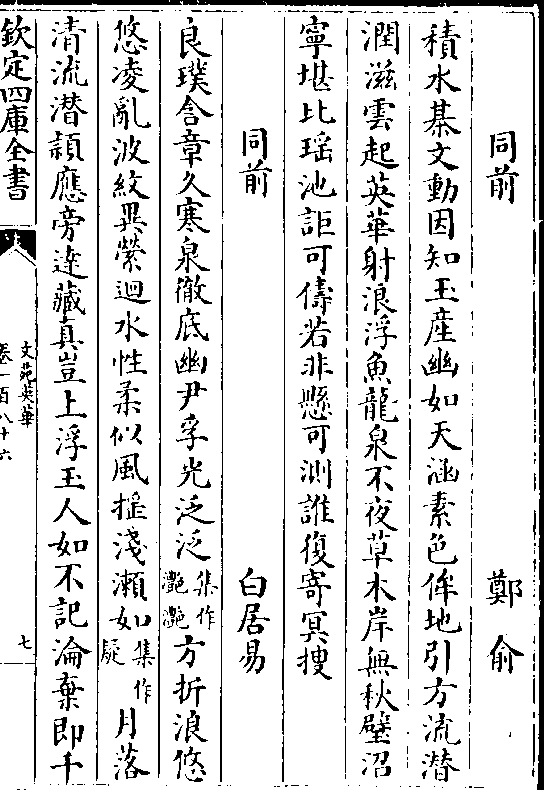 同前 鄭俞
積水綦文動因知玉産幽如天涵素色侔地引方流潜
潤滋雲起英華射浪浮魚龍泉不夜草木岸無秋璧沼
寧堪比瑶池詎可儔若非懸可測誰復寄冥搜
同前 白居易
良璞含章久寒泉徹底幽尹孚光泛泛集作灧灧方折浪悠
悠凌亂波紋異縈迴水性柔似風揺淺瀨如集作疑月落
清流潜頴應旁達藏真豈上浮玉人如不記淪棄即千
欽定四庫全書
文苑英華
卷一百八十六
七